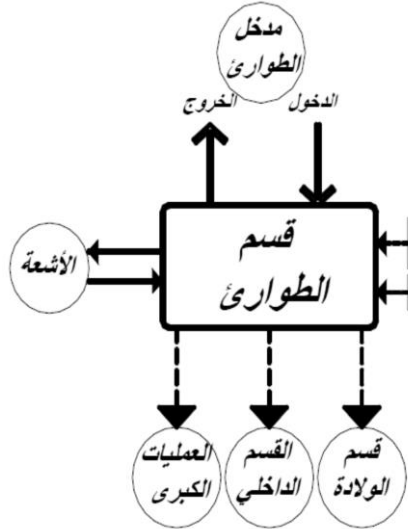 مدخل
الطوارئ
الدخول
الخروج
قسم
الطوارئ
الأشعة
قسم
الولادة
القسم
الداخلي
العمليات
الكبرى